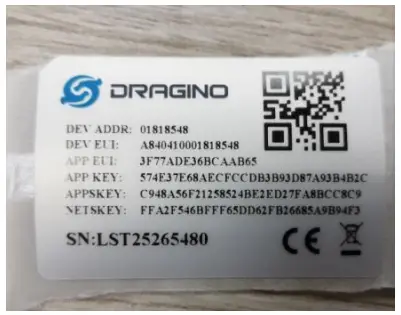 DRAGINO
DEV ADDR: 01818548
DEV EUI: A840410001818548
APP EUI: 3F77ADE36BCAAB65
APP KEY: 574E37E68AECFCCDB3B93D87A93B4B2C
APPSKEY: C948A56F21258524BE2ED27FA8BCC8C9
NETSKEY: FFA2F546BFFF65DD62FB26685A9B94F3
SN:LST25265480
CE